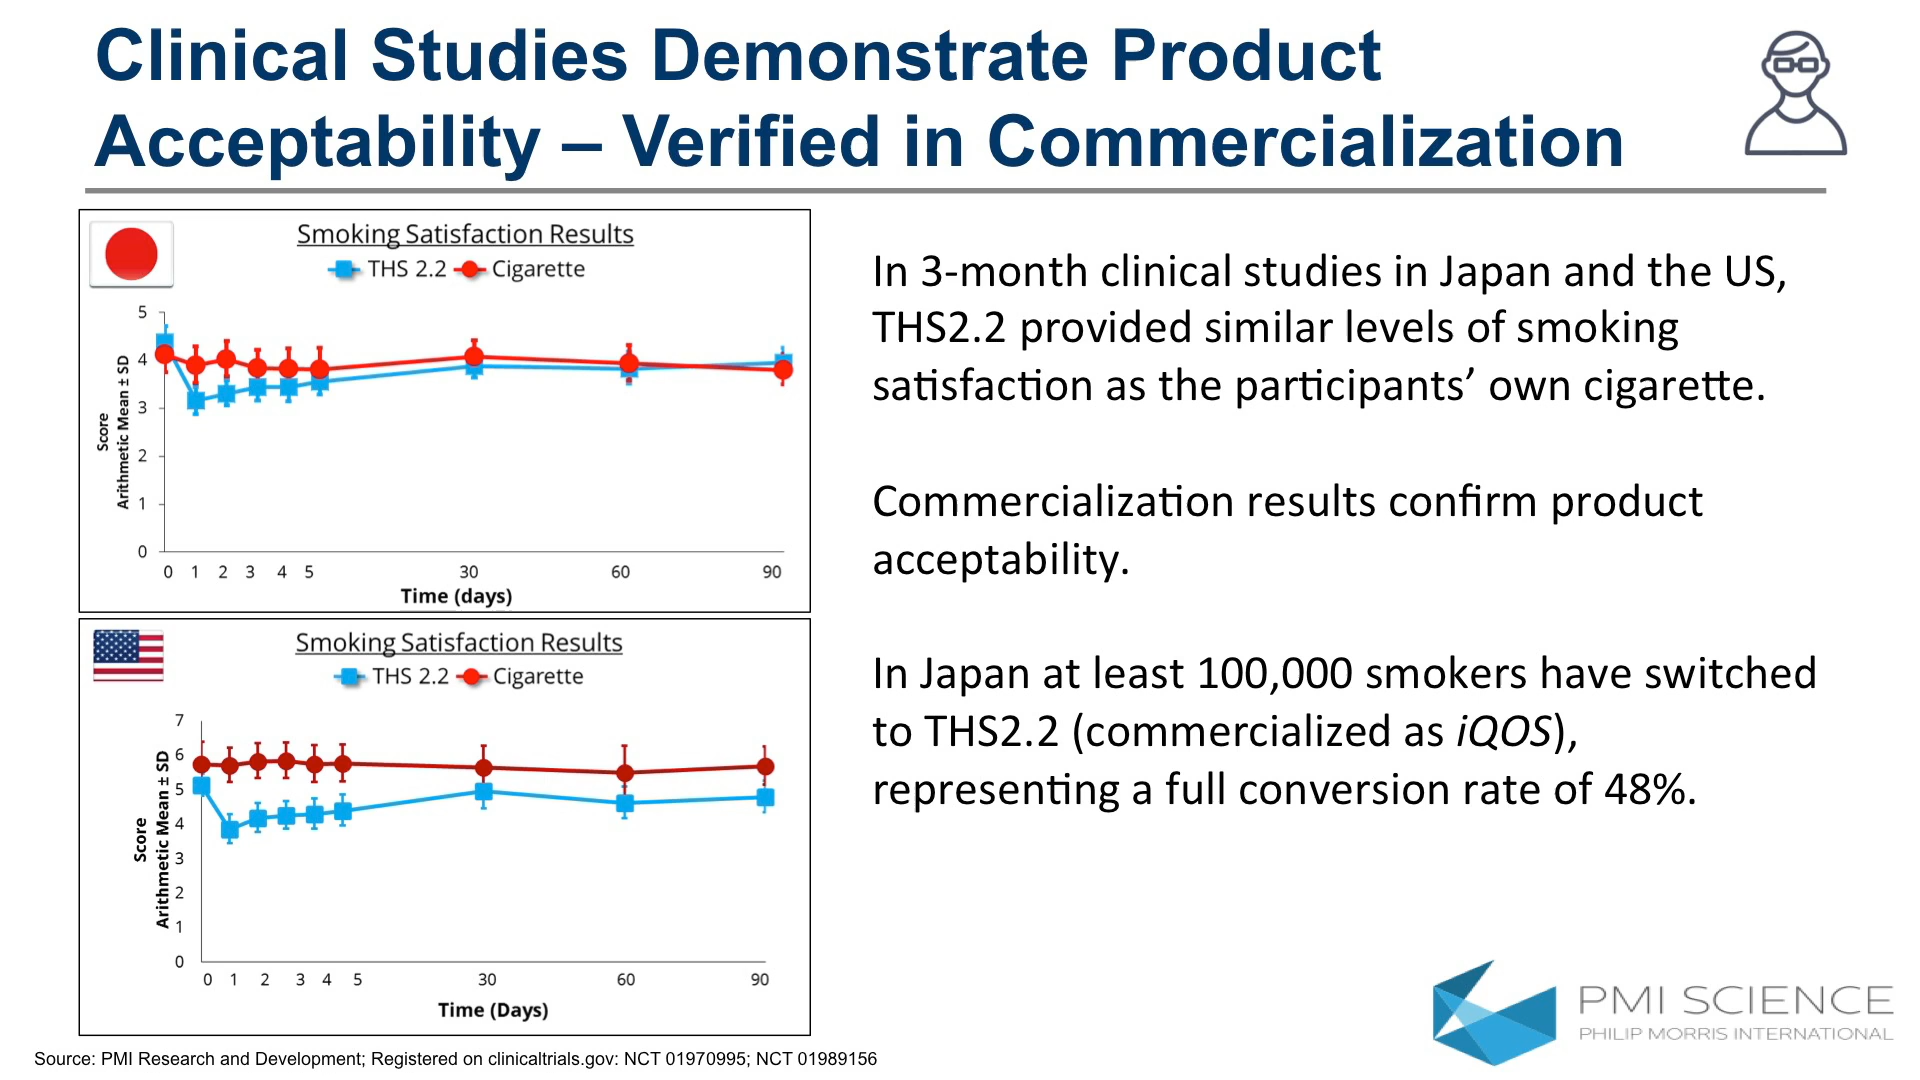 Clinical Studies Demonstrate Product
Acceptability – Verified in Commercialization
Smoking Satisfaction Results
THS 2.2 Cigarette
Score
Arithmetic Mean ± SD
5
4
3
2
1
0
0 1 2 3 4 5 30 60 90
Time (days)
Smoking Satisfaction Results
THS 2.2 Cigarette
Score
Arithmetic Mean ± SD
7
6
5
4
3
2
1
0
0 1 2 3 4 5 30 60 90
Time (Days)
In 3-month clinical studies in Japan and the US,
THS2.2 provided similar levels of smoking
satisfaction as the participants’ own cigarette.
Commercialization results confirm product
acceptability.
In Japan at least 100,000 smokers have switched
to THS2.2 (commercialized as iQOS),
representing a full conversion rate of 48%.
PMI SCIENCE
PHILIP MORRIS INTERNATIONAL
Source: PMI Research and Development; Registered on clinicaltrials.gov: NCT 01970995; NCT 01989156